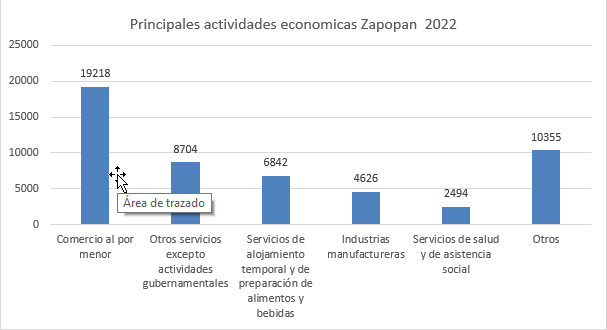 Principales actividades economicas Zapopan  2022
25000
20000
15000
10000
5000
0
19218
8704
6842
4626
2494
10355
Área de trazado
Comercio al por
menor
Otros servicios
excepto
actividades
gubernamentales
Servicios de
alojamiento
temporal y de
preparación de
alimentos y
bebidas
Industrias
manufactureras
Servicios de salud
y de asistencia
social
Otros